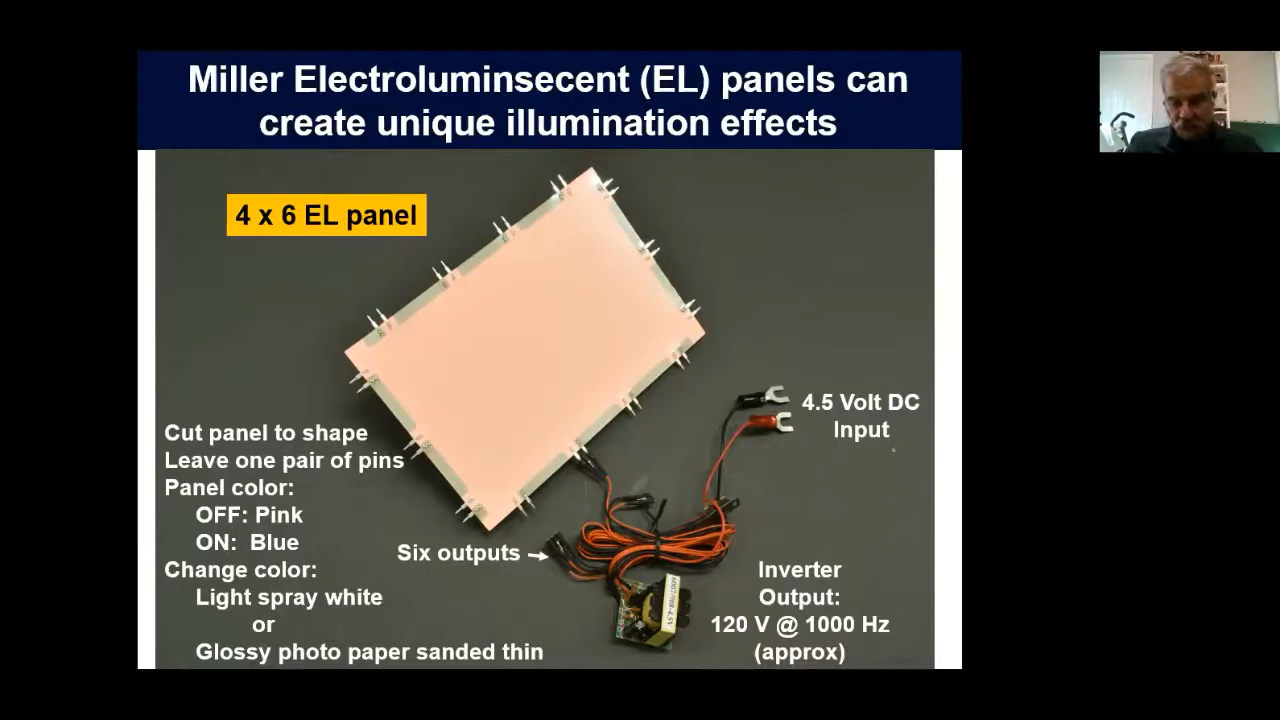 Miller Electroluminsecent (EL) panels can
create unique illumination effects
4 x 6 EL panel
4.5 Volt DC
Input
Cut panel to shape
Leave one pair of pins
Panel color:
OFF: Pink
ON: Blue
Change color:
Light spray white
or
Glossy photo paper sanded thin
Six outputs
Inverter
Output:
120 V @ 1000 Hz
(approx)